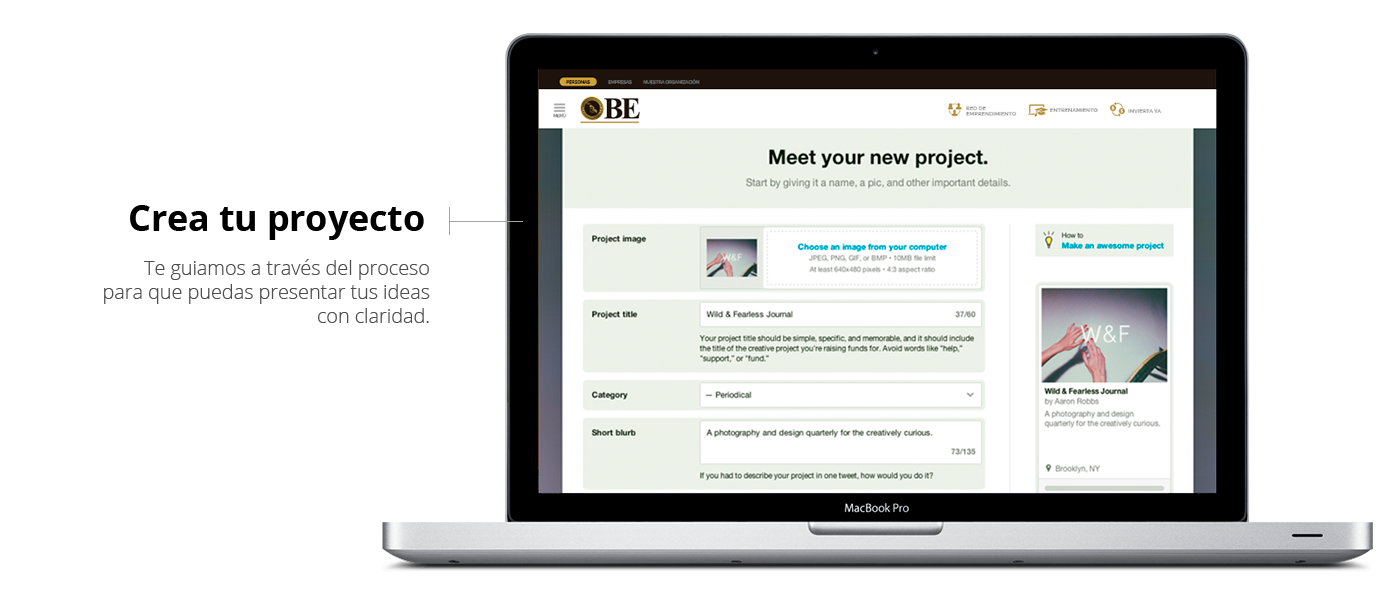 Crea tu proyecto
Te guiamos a través del proceso
para que puedas presentar tus ideas
con claridad.
PERSONAS EMPRESAS NUESTRA ORGANIZACIÓN
MENÚ
BE
RED DE
EMPRENDIMIENTO
ENTRENAMIENTO
INVIERTA YA
Meet your new project.
Start by giving it a name, a pic, and other important details.
Project image
W&F
Choose an image from your computer
JPEG, PNG, GIF, or BMP • 10MB file limit
At least 640x480 pixels • 4:3 aspect ratio
Project title
Wild & Fearless Journal 37/60
Your project title should be simple, specific, and memorable, and it should include
the title of the creative project you're raising funds for. Avoid words like "help,"
"support," or "fund."
Category
— Periodical
Short blurb
A photography and design quarterly for the creatively curious.
73/135
If you had to describe your project in one tweet, how would you do it?
How to
Make an awesome project
W&F
Wild & Fearless Journal
by Aaron Robbs
A photography and design
quarterly for the creatively curious.
Brooklyn, NY
MacBook Pro